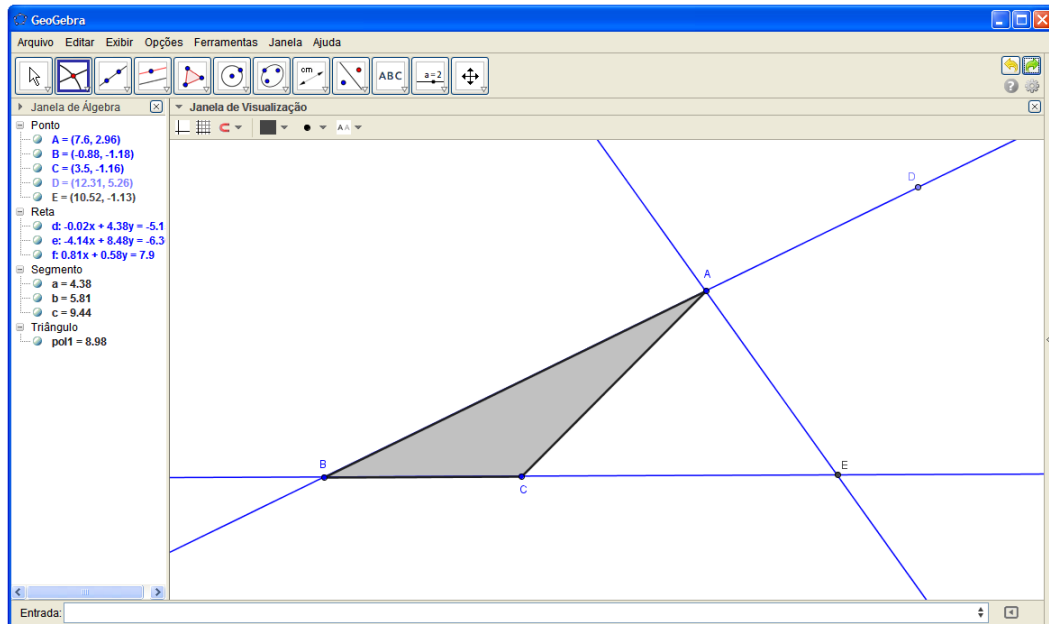 GeoGebra
Arquivo Editar Exibir Opções Ferramentas Janela Ajuda
cm
ABC
a=2
Janela de Álgebra
Janela de Visualização
A A
Ponto
A = (7.6, 2.96)
B = (-0.88, -1.18)
C = (3.5, -1.16)
D = (12.31, 5.26)
E = (10.52, -1.13)
Reta
d: -0.02x + 4.38y = -5.1
e: -4.14x + 8.48y = -6.3
f: 0.81x + 0.58y = 7.9
Segmento
a = 4.38
b = 5.81
c = 9.44
Triângulo
pol1 = 8.98
D
A
B
C
E
Entrada: